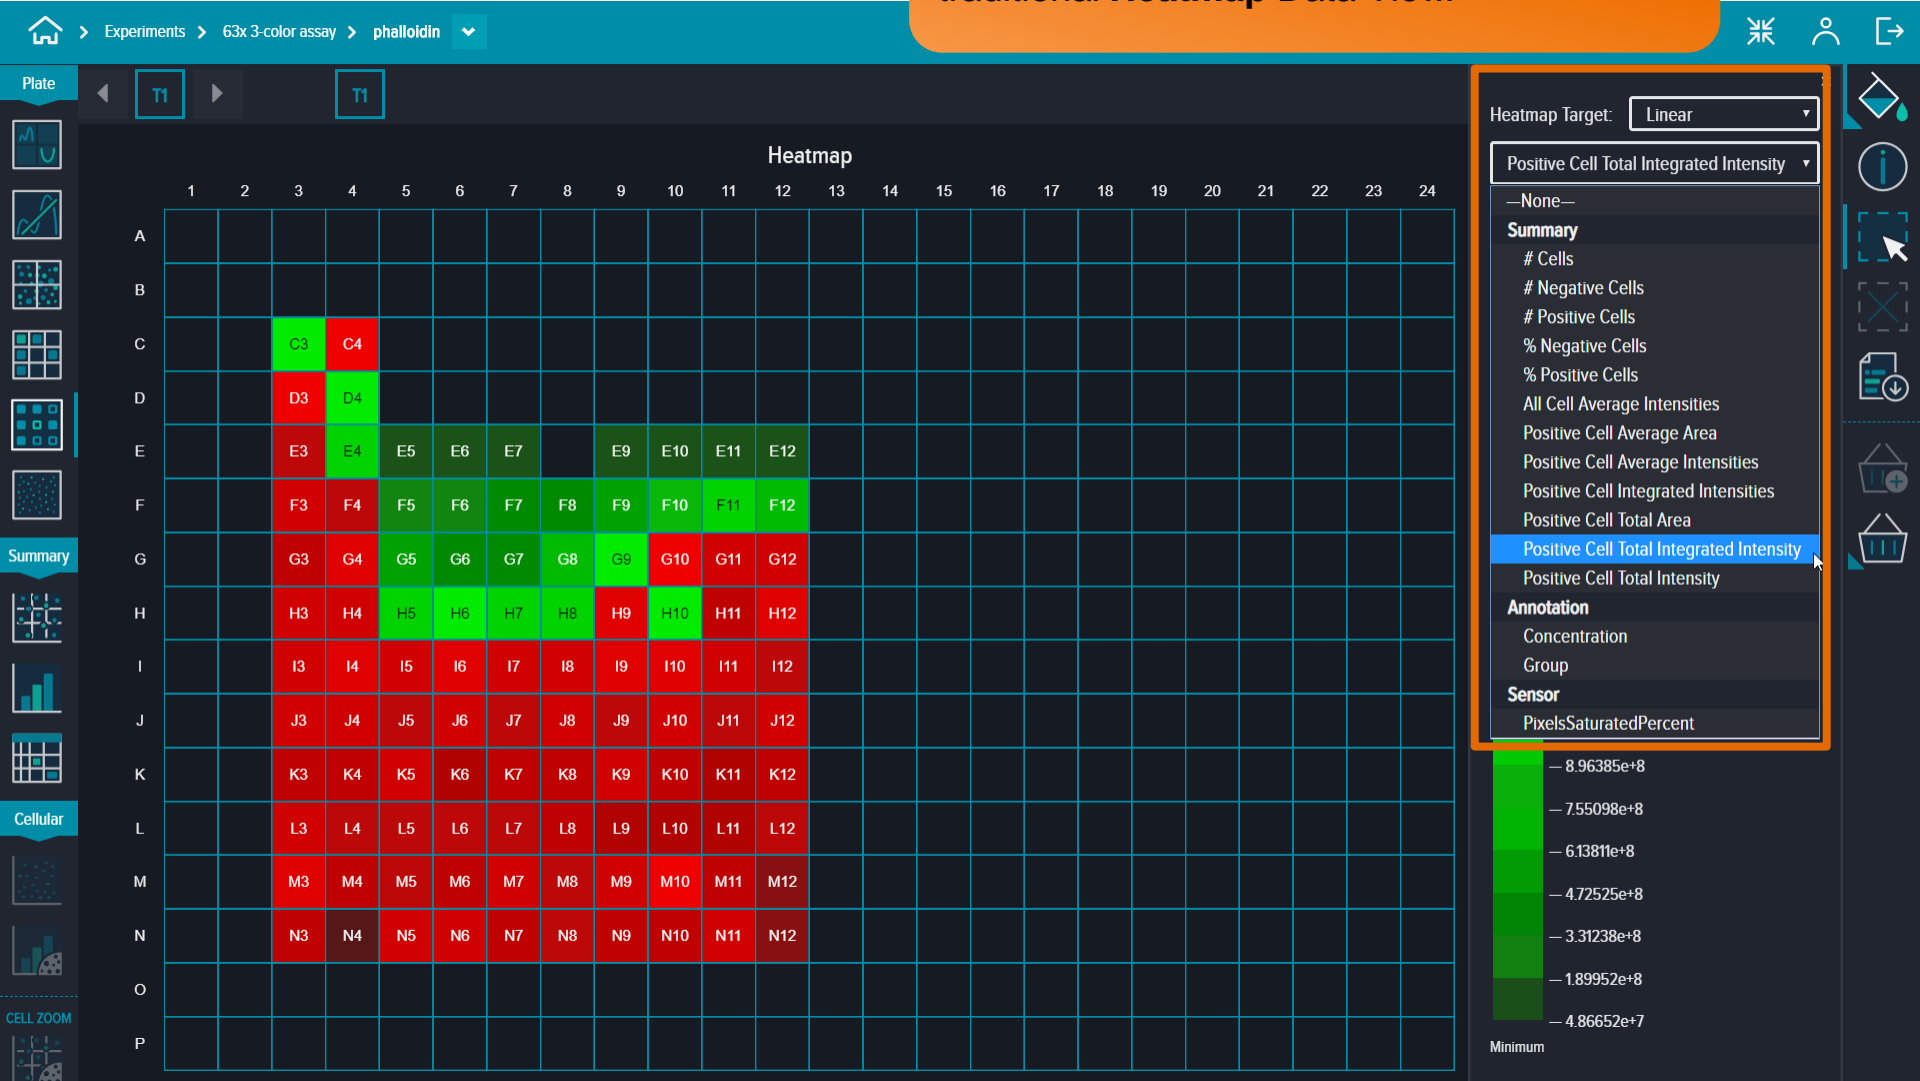 Heatmap Data View
Experiments
63x 3-color assay
phalloidin
Plate
T1
T1
Heatmap Target:
Linear
Positive Cell Total Integrated Intensity
—None—
Summary
# Cells
# Negative Cells
# Positive Cells
% Negative Cells
% Positive Cells
All Cell Average Intensities
Positive Cell Average Area
Positive Cell Average Intensities
Positive Cell Integrated Intensities
Positive Cell Total Area
Positive Cell Total Integrated Intensity
Positive Cell Total Intensity
Annotation
Concentration
Group
Sensor
PixelsSaturatedPercent
Heatmap
1 2 3 4 5 6 7 8 9 10 11 12 13 14 15 16 17 18 19 20 21 22 23 24
A
B
C C3 C4
D D3 D4
E E3 E4 E5 E6 E7 E9 E10 E11 E12
F F3 F4 F5 F6 F7 F8 F9 F10 F11 F12
G G3 G4 G5 G6 G7 G8 G9 G10 G11 G12
H H3 H4 H5 H6 H7 H8 H9 H10 H11 H12
I I3 I4 I5 I6 I7 I8 I9 I10 I11 I12
J J3 J4 J5 J6 J7 J8 J9 J10 J11 J12
K K3 K4 K5 K6 K7 K8 K9 K10 K11 K12
L L3 L4 L5 L6 L7 L8 L9 L10 L11 L12
M M3 M4 M5 M6 M7 M8 M9 M10 M11 M12
N N3 N4 N5 N6 N7 N8 N9 N10 N11 N12
O
P
Summary
Cellular
CELL ZOOM
8.96385e+8
7.55098e+8
6.13811e+8
4.72525e+8
3.31238e+8
1.89952e+8
4.86652e+7
Minimum